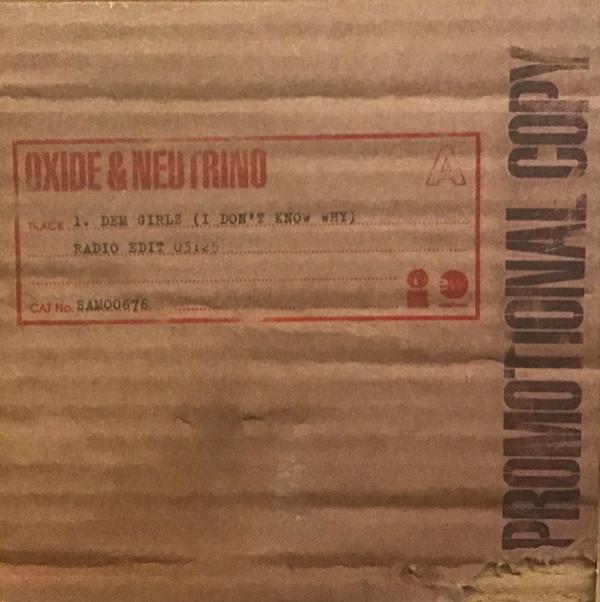 OXIDE & NEUTRINO
A
TRACK 1. DEM GIRLZ (I DON'T KNOW WHY)
RADIO EDIT 03:25
CAT No. SAM00676
PROMOTIONAL COPY